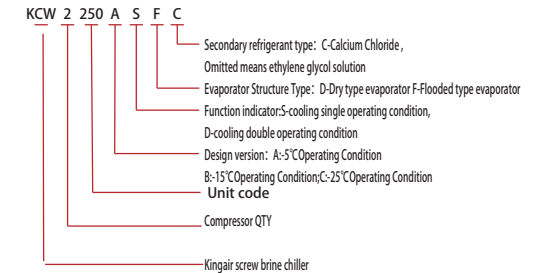 KCW 2 250 A S F C
Secondary refrigerant type: C-Calcium Chloride,
Omitted means ethylene glycol solution
Evaporator Structure Type: D-Dry type evaporator F-Flooded type evaporator
Function indicator:S-cooling single operating condition,
D-cooling double operating condition
Design version: A:-5℃Operating Condition
B:-15℃Operating Condition;C:-25℃Operating Condition
Unit code
Compressor QTY
Kingair screw brine chiller